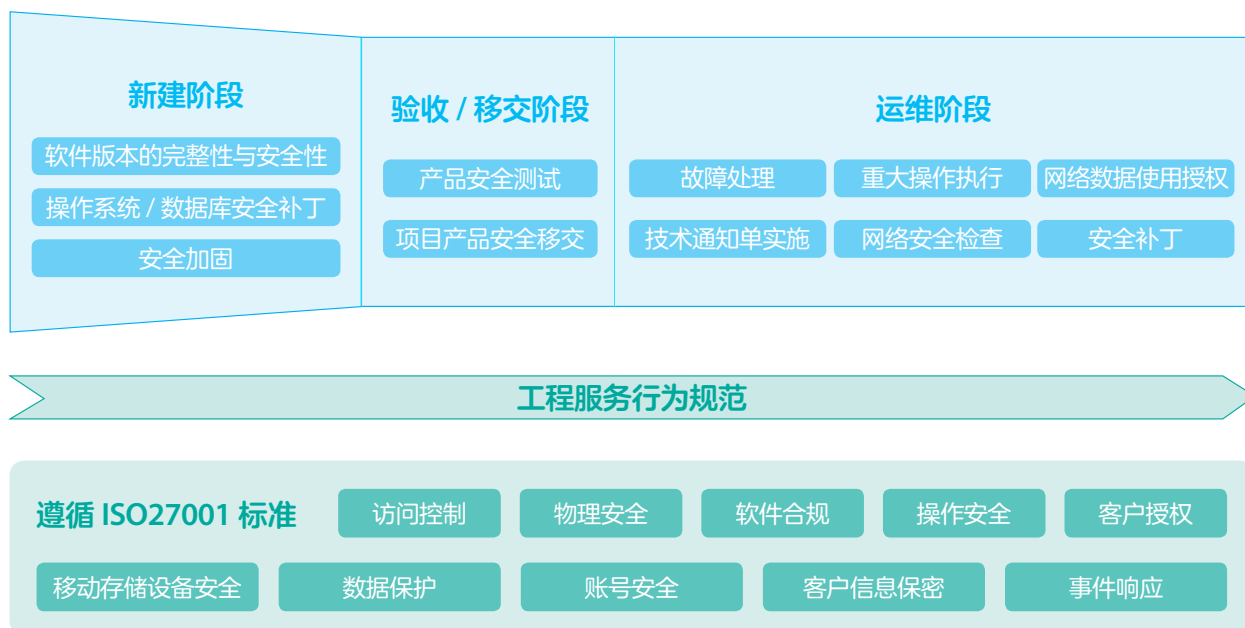 新建阶段
软件版本的完整性与安全性
操作系统 / 数据库安全补丁
安全加固
验收 / 移交阶段
产品安全测试
项目产品安全移交
运维阶段
故障处理
重大操作执行
网络数据使用授权
技术通知单实施
网络安全检查
安全补丁
工程服务行为规范
遵循 ISO27001 标准
访问控制
物理安全
软件合规
操作安全
客户授权
移动存储设备安全
数据保护
账号安全
客户信息保密
事件响应